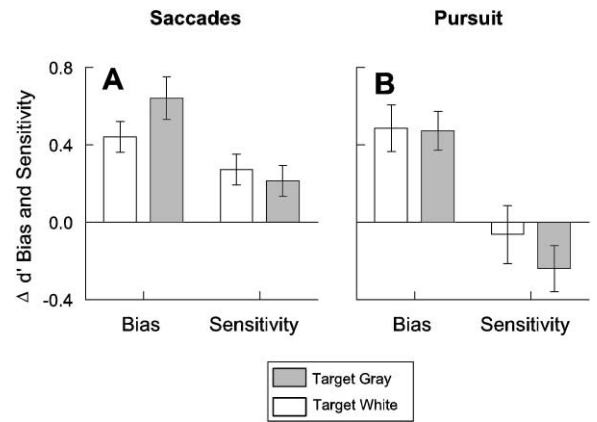 Saccades
Pursuit
A
B
Δ d' Bias and Sensitivity
0.8
0.4
0.0
-0.4
Bias Sensitivity
Bias Sensitivity
Target Gray
Target White